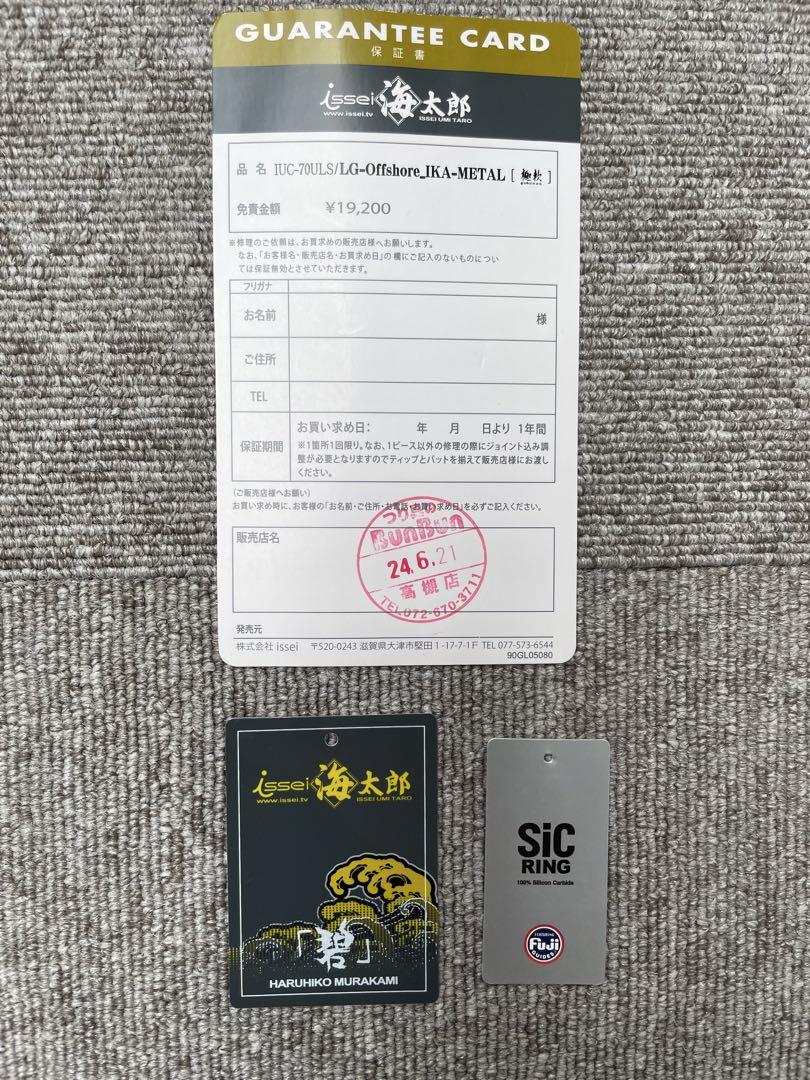 GUARANTEE CARD
保証書
issei 海太郎
www.issei.tv ISSEI UMI TARO
品 名 IUC-70ULS/LG-Offshore_IKA-METAL [ 極軟 ]
免責金額 ¥19,200
※修理のご依頼は、お買求めの販売店様へお願いします。
なお、「お客様名・販売店名・お買求め日」の欄にご記入のないものについ
ては保証無効とさせていただきます。
フリガナ
お名前 様
ご住所
TEL
保証期間 お買い求め日： 年 月 日より 1年間
※1箇所1回限り。なお、1ピース以外の修理の際にジョイント込み調
整が必要となりますのでティップとバットを揃えて販売店様にお渡し
ください。
（ご販売店様へお願い）
お買い求め時に、お客様の「お名前・ご住所・お電話・お買い求め日」を必ずご記入ください。
販売店名
つり具の
BunBun
24.6.21
高槻店
TEL.072-670-3711
発売元
株式会社 issei 〒520-0243 滋賀県大津市堅田1-17-7-1F TEL 077-573-6544
90GL05080
issei 海太郎
www.issei.tv ISSEI UMI TARO
「碧」
HARUHIKO MURAKAMI
SiC
RING
100% Silicon Carbide
Fuji
GUIDES